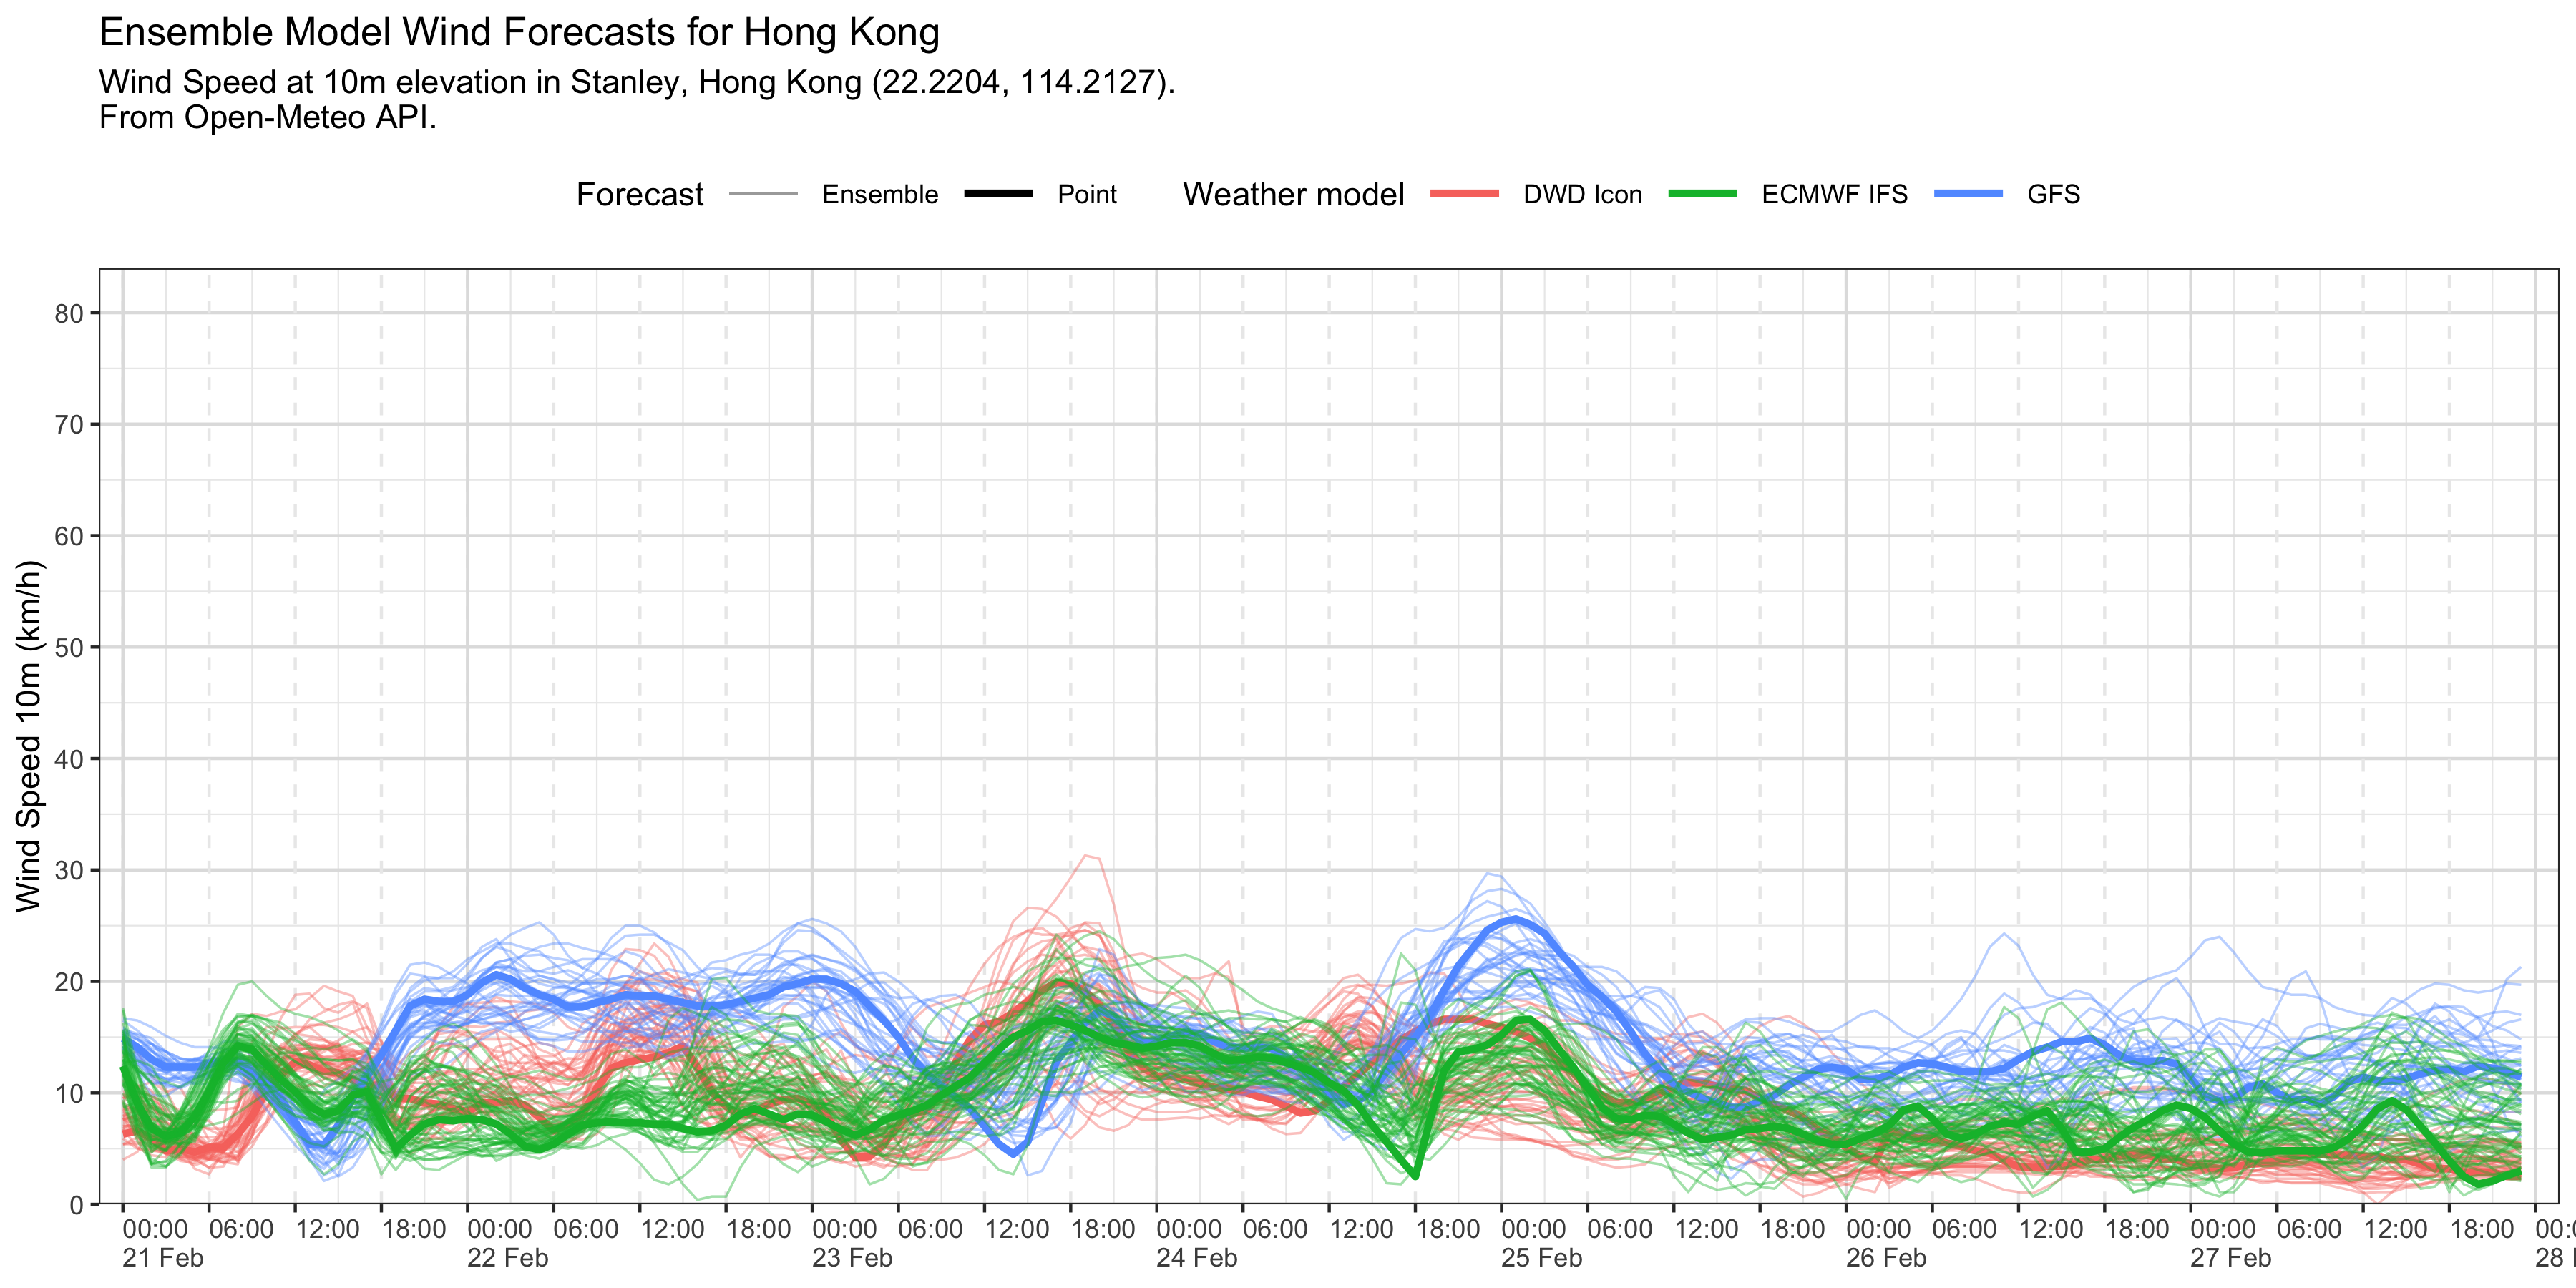 Ensemble Model Wind Forecasts for Hong Kong
Wind Speed at 10m elevation in Stanley, Hong Kong (22.2204, 114.2127).
From Open-Meteo API.
Forecast Ensemble Point Weather model DWD Icon ECMWF IFS GFS
Wind Speed 10m (km/h)
80
70
60
50
40
30
20
10
0
00:00 06:00 12:00 18:00 00:00 06:00 12:00 18:00 00:00 06:00 12:00 18:00 00:00 06:00 12:00 18:00 00:00 06:00 12:00 18:00 00:00 06:00 12:00 18:00 00:00 06:00 12:00 18:00
21 Feb 22 Feb 23 Feb 24 Feb 25 Feb 26 Feb 27 Feb 28